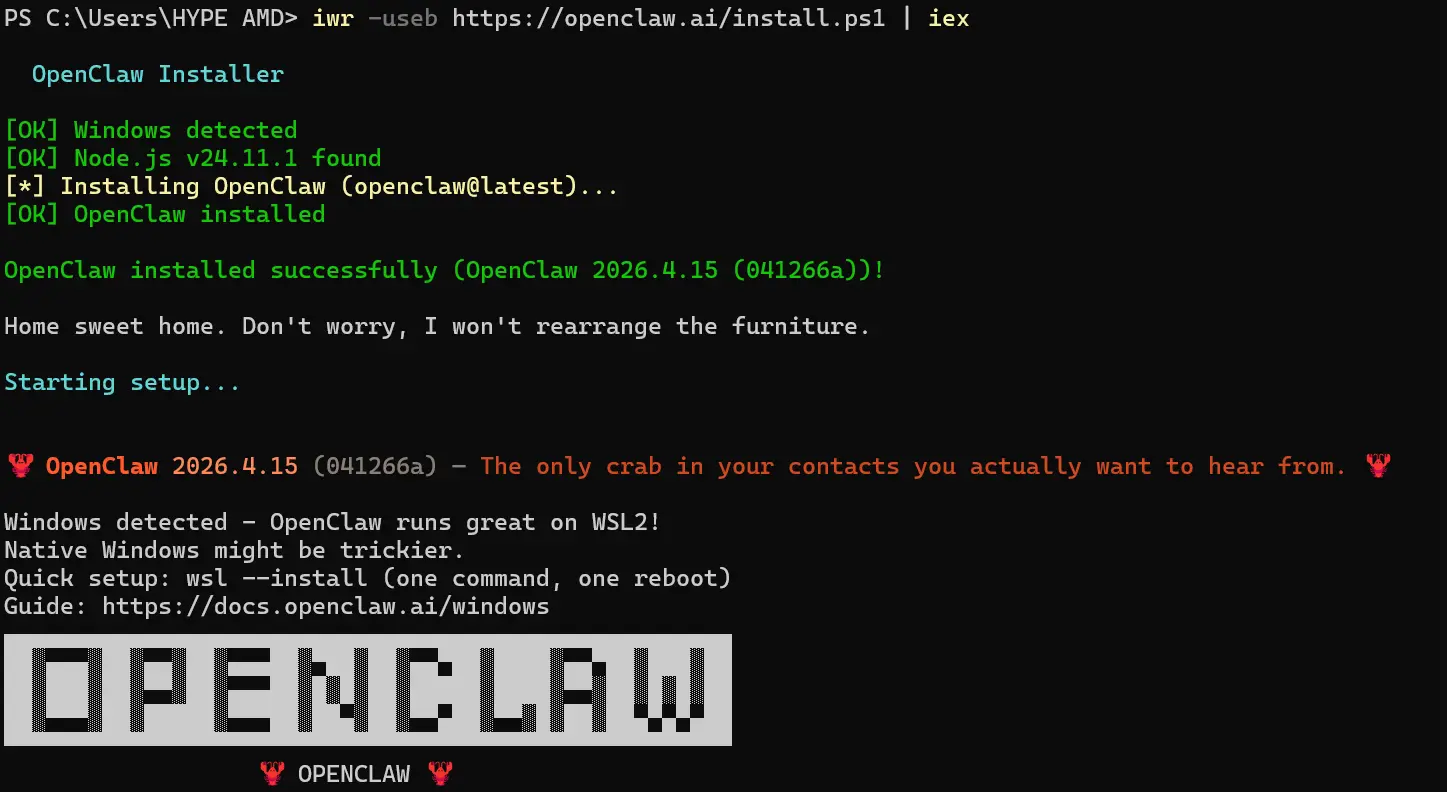 PS C:\Users\HYPE AMD> iwr -useb https://openclaw.ai/install.ps1 | iex
OpenClaw Installer
[OK] Windows detected
[OK] Node.js v24.11.1 found
[*] Installing OpenClaw (openclaw@latest)...
[OK] OpenClaw installed
OpenClaw installed successfully (OpenClaw 2026.4.15 (041266a))!
Home sweet home. Don't worry, I won't rearrange the furniture.
Starting setup...
🦞 OpenClaw 2026.4.15 (041266a) — The only crab in your contacts you actually want to hear from. 🦞
Windows detected — OpenClaw runs great on WSL2!
Native Windows might be trickier.
Quick setup: wsl --install (one command, one reboot)
Guide: https://docs.openclaw.ai/windows
OPENCLAW
🦞 OPENCLAW 🦞